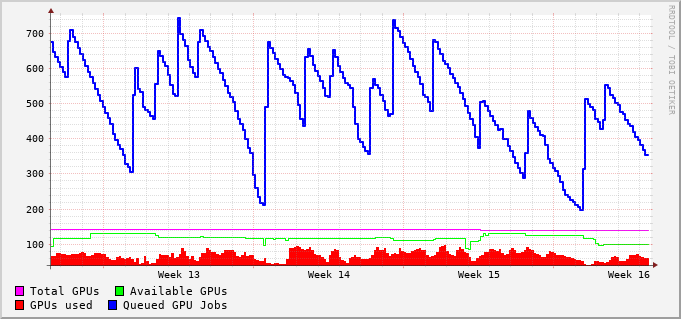 RRDTOOL / TOBI OETIKER
700
600
500
400
300
200
100
Week 13 Week 14 Week 15 Week 16
Total GPUs Available GPUs
GPUs used Queued GPU Jobs